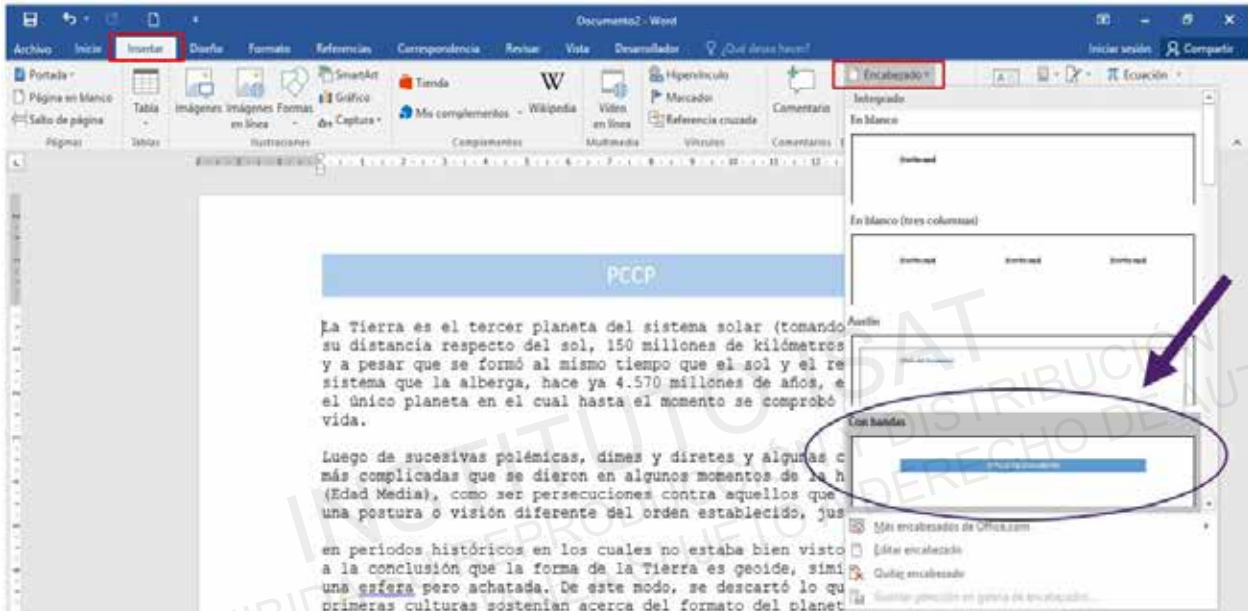 Documento2 - Word
Archivo Inicio Insertar Diseño Formato Referencias Correspondencia Revisar Vista Desarrollador ¿Qué desea hacer? Iniciar sesión Compartir
Portada
Página en blanco
Salto de página
Páginas
Tabla
Tablas
Imágenes
Imágenes en línea
Formas
SmartArt
Gráfico
Captura
Ilustraciones
Tienda
Mis complementos
Wikipedia
Complementos
Vídeo en línea
Multimedia
Hipervínculo
Marcador
Referencia cruzada
Vínculos
Comentario
Comentarios
Encabezado
Ecuación
Integrado
En blanco
En blanco (tres columnas)
Austin
Con bandas
Más encabezados de Office.com
Editar encabezado
Quitar encabezado
PCCP
La Tierra es el tercer planeta del sistema solar (tomando
su distancia respecto del sol, 150 millones de kilómetros
y a pesar que se formó al mismo tiempo que el sol y el re
sistema que la alberga, hace ya 4.570 millones de años, e
el único planeta en el cual hasta el momento se comprobó
vida.
Luego de sucesivas polémicas, dimes y diretes y algunas c
más complicadas que se dieron en algunos momentos de la h
(Edad Media), como ser persecuciones contra aquellos que
una postura o visión diferente del orden establecido, jus
en períodos históricos en los cuales no estaba bien visto
a la conclusión que la forma de la Tierra es geoide, simi
una esfera pero achatada. De este modo, se descartó lo qu
primeras culturas sostenían acerca del formato del planet
INSTITUTO ISAT